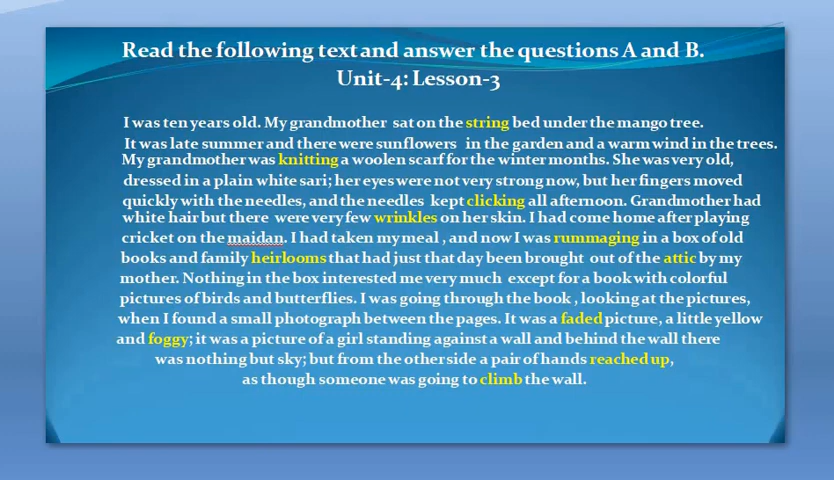 Read the following text and answer the questions A and B.
Unit-4: Lesson-3
I was ten years old. My grandmother sat on the string bed under the mango tree.
It was late summer and there were sunflowers in the garden and a warm wind in the trees.
My grandmother was knitting a woolen scarf for the winter months. She was very old,
dressed in a plain white sari; her eyes were not very strong now, but her fingers moved
quickly with the needles, and the needles kept clicking all afternoon. Grandmother had
white hair but there were very few wrinkles on her skin. I had come home after playing
cricket on the maidan. I had taken my meal , and now I was rummaging in a box of old
books and family heirlooms that had just that day been brought out of the attic by my
mother. Nothing in the box interested me very much except for a book with colorful
pictures of birds and butterflies. I was going through the book , looking at the pictures,
when I found a small photograph between the pages. It was a faded picture, a little yellow
and foggy; it was a picture of a girl standing against a wall and behind the wall there
was nothing but sky; but from the other side a pair of hands reached up,
as though someone was going to climb the wall.